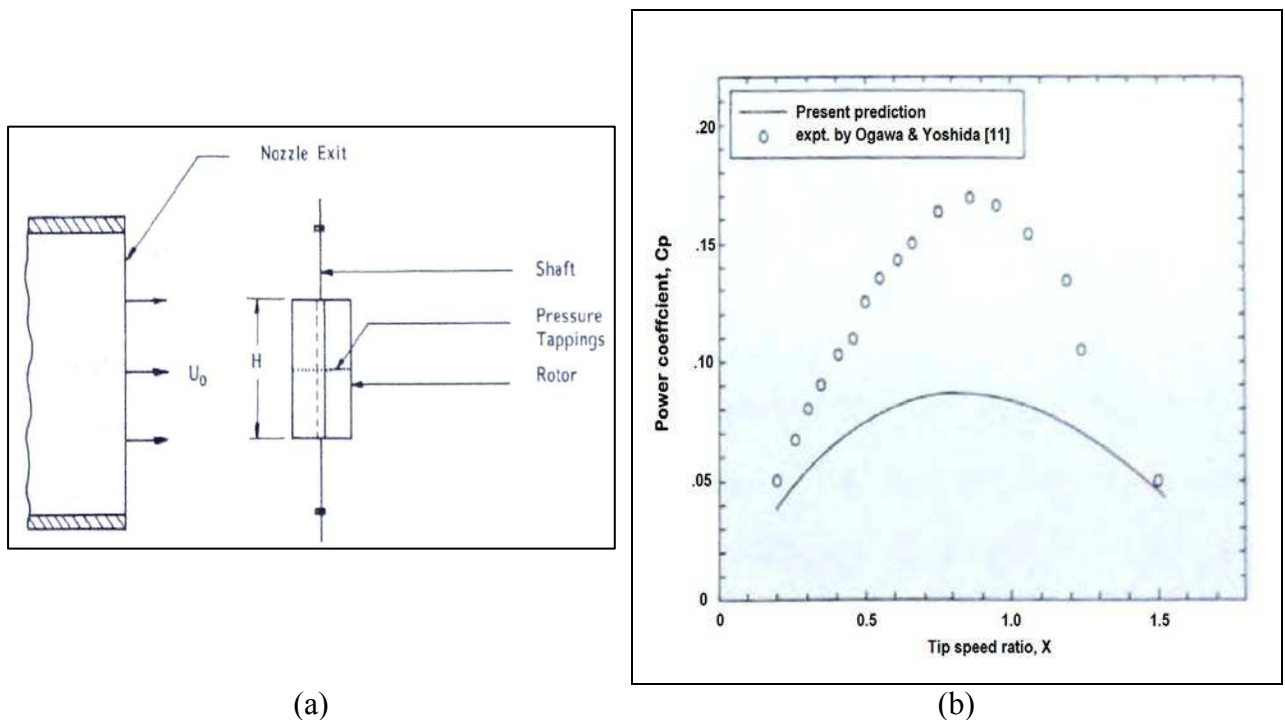 Nozzle Exit
Shaft
Pressure
Tappings
Rotor
H
U₀
(a)
Present prediction
expt. by Ogawa & Yoshida [11]
.20
.15
.10
.05
0
Power coeffcient, Cp
0
0.5
1.0
1.5
Tip speed ratio, X
(b)